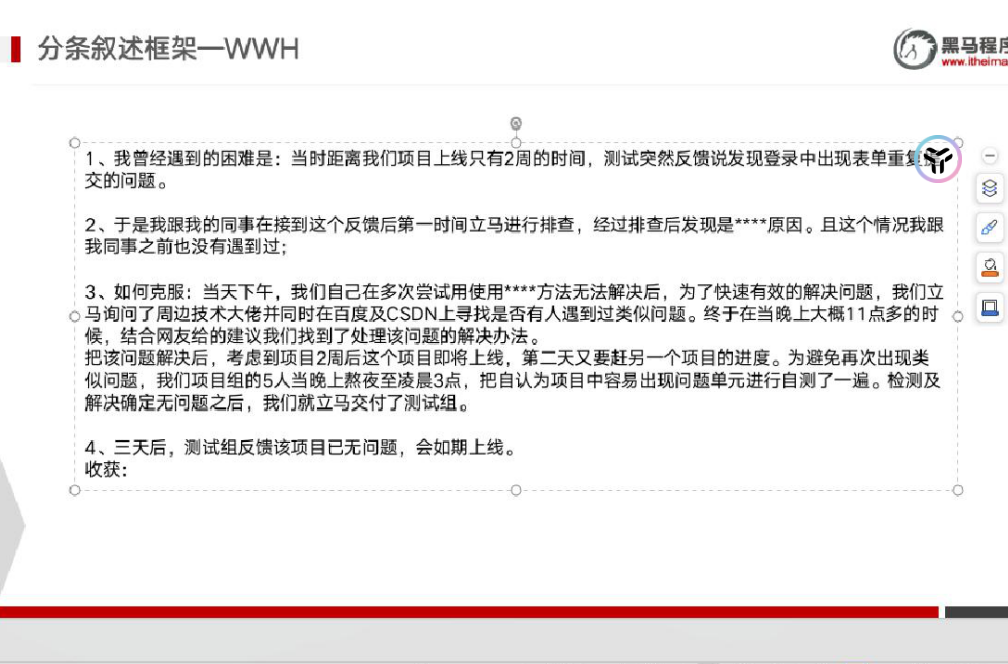 分条叙述框架—WWH
黑马程序
www.itheima
1、我曾经遇到的困难是：当时距离我们项目上线只有2周的时间，测试突然反馈说发现登录中出现表单重复
交的问题。
2、于是我跟我的同事在接到这个反馈后第一时间立马进行排查，经过排查后发现是****原因。且这个情况我跟
我同事之前也没有遇到过；
3、如何克服：当天下午，我们自己在多次尝试用使用****方法无法解决后，为了快速有效的解决问题，我们立
马询问了周边技术大佬并同时在百度及CSDN上寻找是否有人遇到过类似问题。终于在当晚上大概11点多的时
候，结合网友给的建议我们找到了处理该问题的解决办法。
把该问题解决后，考虑到项目2周后这个项目即将上线，第二天又要赶另一个项目的进度。为避免再次出现类
似问题，我们项目组的5人当晚上熬夜至凌晨3点，把自认为项目中容易出现问题单元进行自测了一遍。检测及
解决确定无问题之后，我们就立马交付了测试组。
4、三天后，测试组反馈该项目已无问题，会如期上线。
收获：